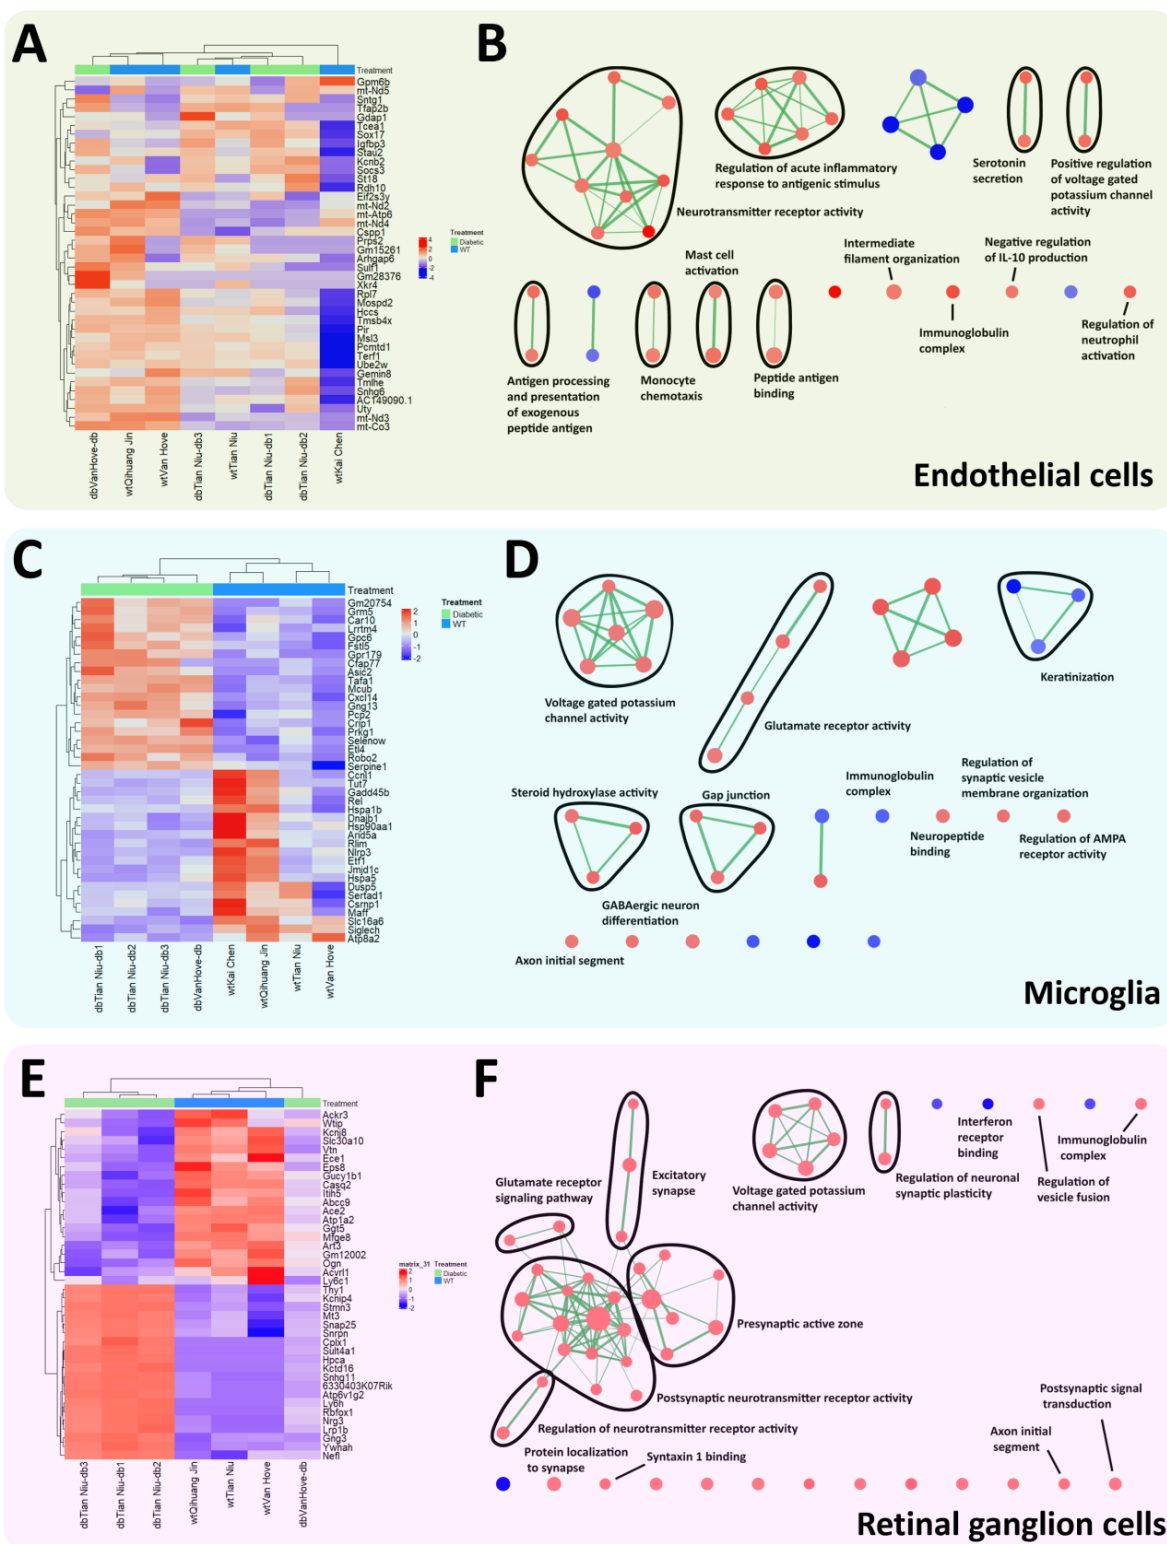 A
Treatment
Gpm6b
mt-Nd5
Sntg1
Tfap2b
Gdap1
Tcea1
Sox17
Igfbp3
Stau2
Kcnb2
Socs3
St18
Rdh10
Eif2s3y
mt-Nd2
mt-Atp6
mt-Nd4
Cspp1
Prps2
Gm15261
Arhgap6
Sulf1
Gm28376
Xkr4
Rpl7
Mospd2
Hccs
Tmsb4x
Pir
Msl3
Pcmtd1
Terf1
Ube2w
Gemin8
Tmlhe
Snhg6
AC149090.1
Uty
mt-Nd3
mt-Co3
4
2
0
-2
-4
Treatment
Diabetic
WT
dbVanHove-db
wtQihuang Jin
wtVan Hove
dbTian Niu-db3
wtTian Niu
dbTian Niu-db1
dbTian Niu-db2
wtKai Chen
B
Neurotransmitter receptor activity
Regulation of acute inflammatory
response to antigenic stimulus
Serotonin
secretion
Positive regulation
of voltage gated
potassium channel
activity
Antigen processing
and presentation
of exogenous
peptide antigen
Monocyte
chemotaxis
Mast cell
activation
Peptide antigen
binding
Intermediate
filament organization
Immunoglobulin
complex
Negative regulation
of IL-10 production
Regulation of
neutrophil
activation
Endothelial cells
C
Treatment
Gm20754
Grm5
Car10
Lrrtm4
Gpc6
Fstl5
Gpr179
Cfap77
Asic2
Tafa1
Mcub
Cxcl14
Gng13
Pcp2
Crip1
Prkg1
Selenow
Etl4
Robo2
Serpine1
Ccnl1
Tut7
Gadd45b
Rel
Hspa1b
Dnajb1
Hsp90aa1
Arid5a
Rlim
Nlrp3
Etf1
Jmjd1c
Hspa5
Dusp5
Sertad1
Csrnp1
Maff
Slc16a6
Siglech
Atp8a2
2
1
0
-1
-2
Treatment
Diabetic
WT
dbTian Niu-db1
dbTian Niu-db2
dbTian Niu-db3
dbVanHove-db
wtKai Chen
wtQihuang Jin
wtTian Niu
wtVan Hove
D
Voltage gated potassium
channel activity
Glutamate receptor activity
Keratinization
Steroid hydroxylase activity
Gap junction
Immunoglobulin
complex
Neuropeptide
binding
Regulation of
synaptic vesicle
membrane organization
Regulation of AMPA
receptor activity
GABAergic neuron
differentiation
Axon initial segment
Microglia
E
Treatment
Ackr3
Wtip
Kcnj8
Slc30a10
Vtn
Ece1
Eps8
Gucy1b1
Casq2
Itih5
Abcc9
Ace2
Atp1a2
Ggt5
Mfge8
Art3
Gm12002
Ogn
Acvrl1
Ly6c1
Thy1
Kchip4
Stmn3
Mt3
Snap25
Snrpn
Cplx1
Sult4a1
Hpca
Kctd16
Snhg11
6330403K07Rik
Atp6v1g2
Ly6h
Rbfox1
Nrg3
Lrp1b
Gng3
Ywhah
Nefl
matrix_31
2
1
0
-1
-2
Treatment
Diabetic
WT
dbTian Niu-db3
dbTian Niu-db1
dbTian Niu-db2
wtQihuang Jin
wtTian Niu
wtVan Hove
dbVanHove-db
F
Glutamate receptor
signaling pathway
Excitatory
synapse
Voltage gated potassium
channel activity
Regulation of neuronal
synaptic plasticity
Interferon
receptor
binding
Regulation of
vesicle fusion
Immunoglobulin
complex
Presynaptic active zone
Postsynaptic neurotransmitter receptor activity
Regulation of neurotransmitter receptor activity
Protein localization
to synapse
Syntaxin 1 binding
Axon initial
segment
Postsynaptic signal
transduction
Retinal ganglion cells